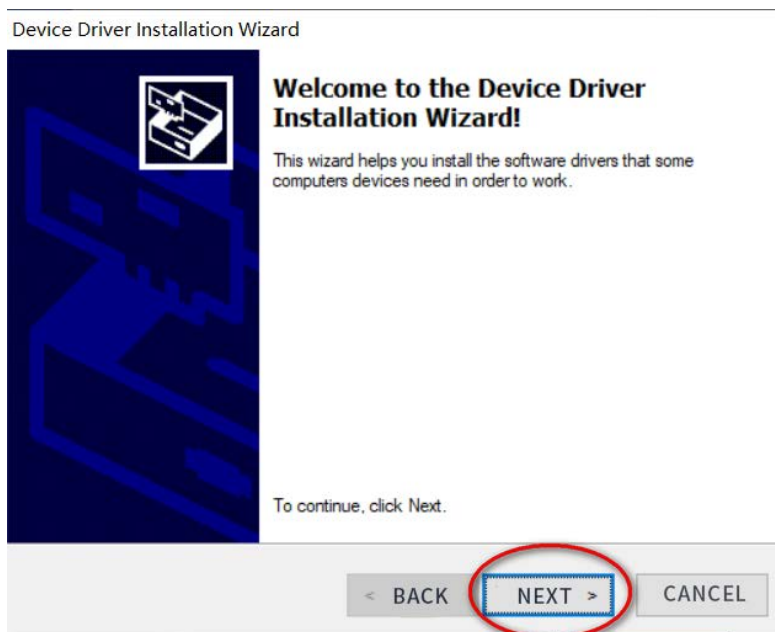 Device Driver Installation Wizard
Welcome to the Device Driver
Installation Wizard!
This wizard helps you install the software drivers that some
computers devices need in order to work.
To continue, click Next.
< BACK NEXT > CANCEL